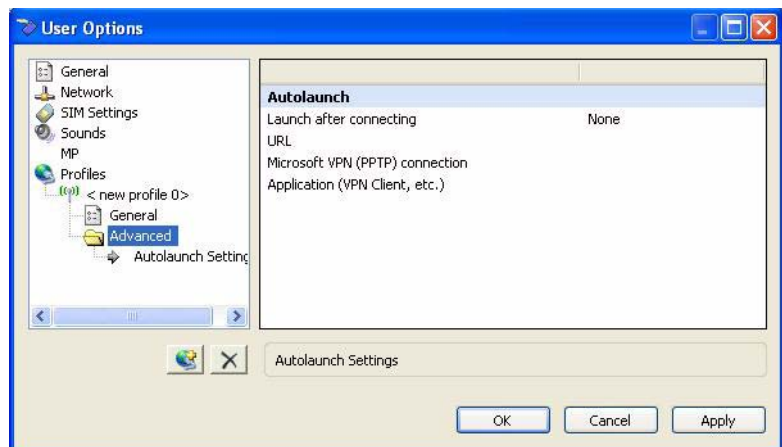 User Options
General
Network
SIM Settings
Sounds
MP
Profiles
< new profile 0>
General
Advanced
Autolaunch Setting
Autolaunch
Launch after connecting None
URL
Microsoft VPN (PPTP) connection
Application (VPN Client, etc.)
Autolaunch Settings
OK Cancel Apply